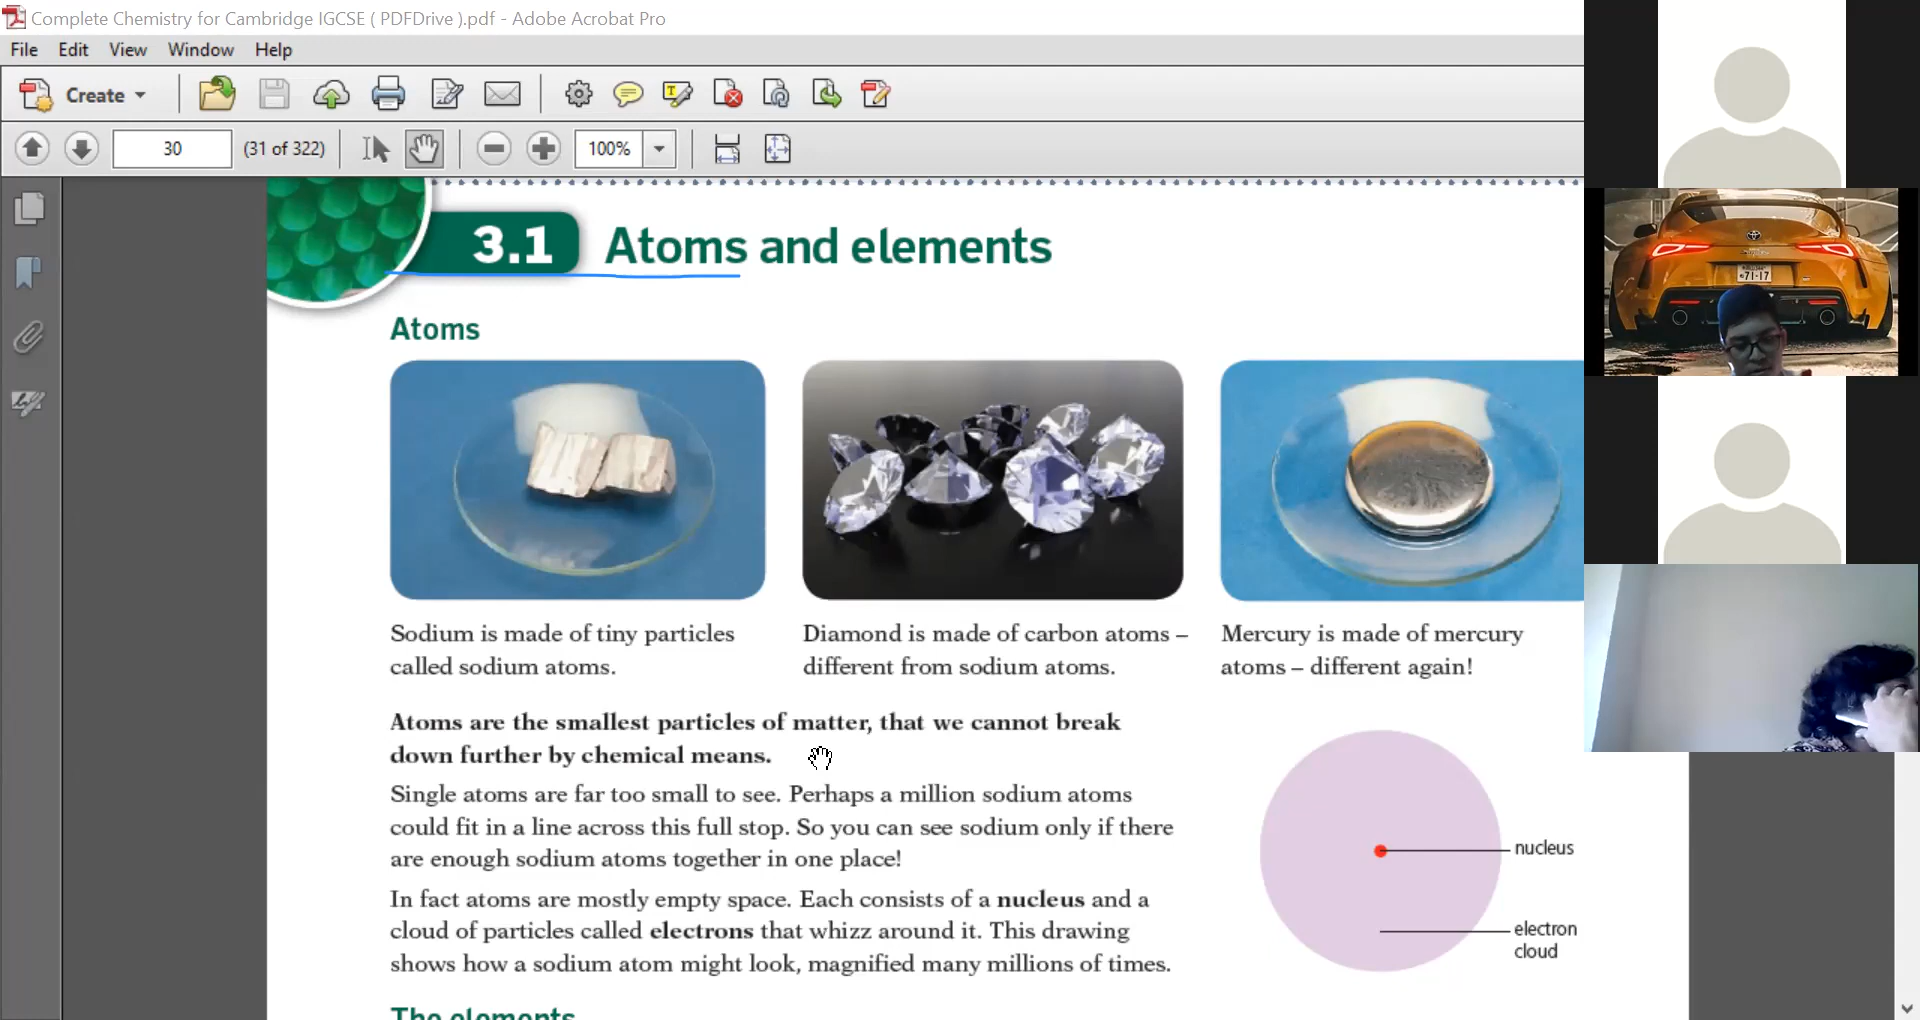 Complete Chemistry for Cambridge IGCSE ( PDFDrive ).pdf - Adobe Acrobat Pro
File Edit View Window Help
Create
30 (31 of 322) 100%
3.1 Atoms and elements
Atoms
Sodium is made of tiny particles
called sodium atoms.
Diamond is made of carbon atoms –
different from sodium atoms.
Mercury is made of mercury
atoms – different again!
Atoms are the smallest particles of matter, that we cannot break
down further by chemical means.
Single atoms are far too small to see. Perhaps a million sodium atoms
could fit in a line across this full stop. So you can see sodium only if there
are enough sodium atoms together in one place!
In fact atoms are mostly empty space. Each consists of a nucleus and a
cloud of particles called electrons that whizz around it. This drawing
shows how a sodium atom might look, magnified many millions of times.
nucleus
electron
cloud
The elements
71-17